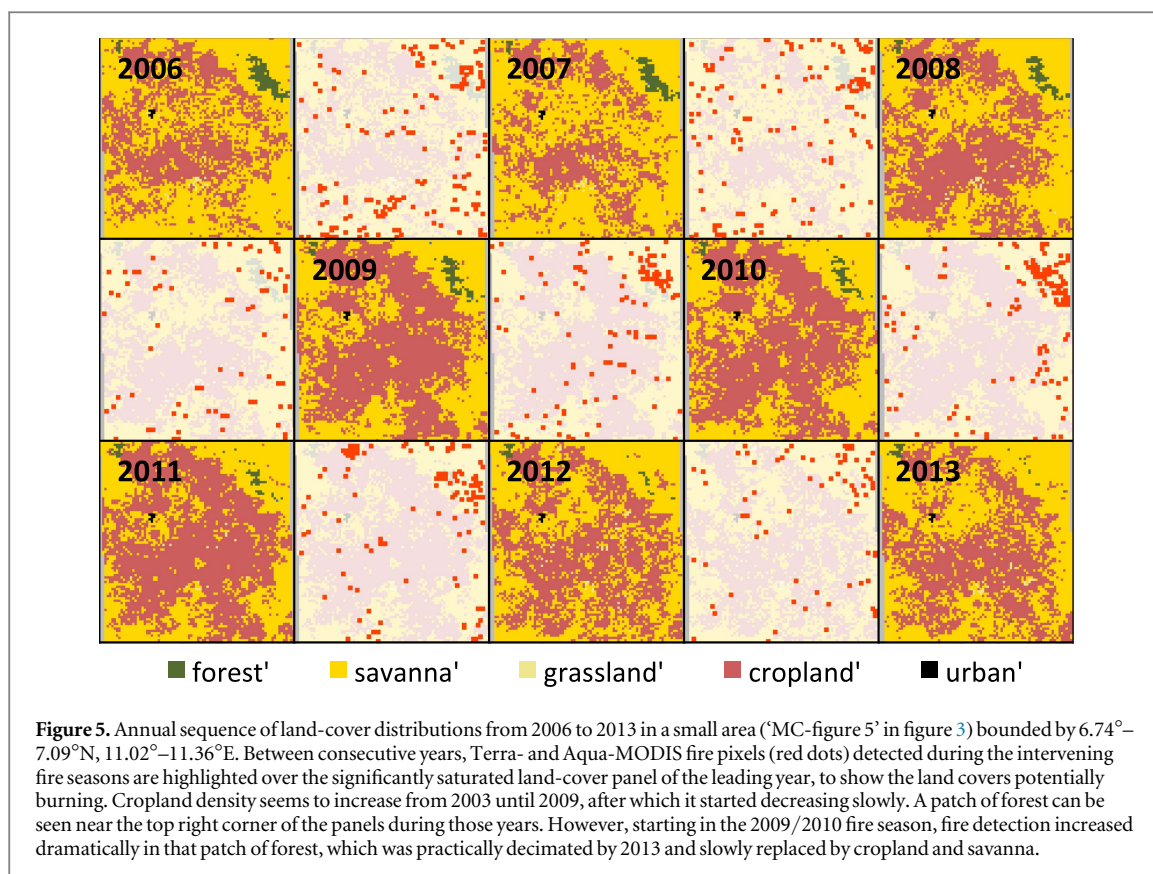 2006 2007 2008
2009 2010
2011 2012 2013
forest' savanna' grassland' cropland' urban'
Figure 5. Annual sequence of land-cover distributions from 2006 to 2013 in a small area (‘MC-figure 5’ in figure 3) bounded by 6.74°–
7.09°N, 11.02°–11.36°E. Between consecutive years, Terra- and Aqua-MODIS fire pixels (red dots) detected during the intervening
fire seasons are highlighted over the significantly saturated land-cover panel of the leading year, to show the land covers potentially
burning. Cropland density seems to increase from 2003 until 2009, after which it started decreasing slowly. A patch of forest can be
seen near the top right corner of the panels during those years. However, starting in the 2009/2010 fire season, fire detection increased
dramatically in that patch of forest, which was practically decimated by 2013 and slowly replaced by cropland and savanna.